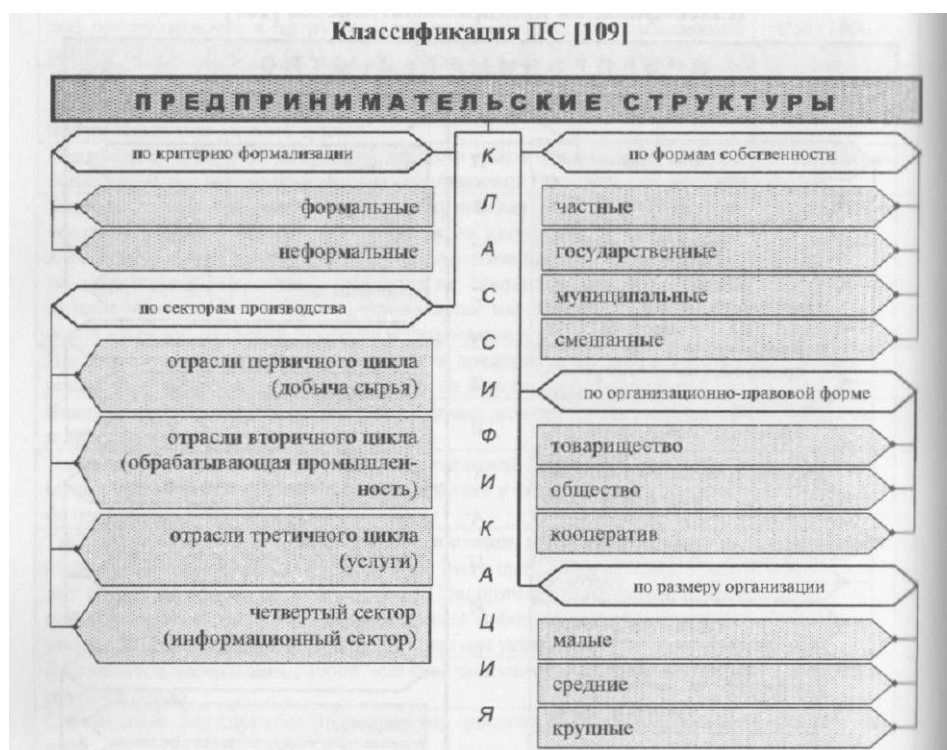 Классификация ПС [109]
ПРЕДПРИНИМАТЕЛЬСКИЕ СТРУКТУРЫ
по критерию формализации
формальные
неформальные
по секторам производства
отрасли первичного цикла
(добыча сырья)
отрасли вторичного цикла
(обрабатывающая промышлен-
ность)
отрасли третичного цикла
(услуги)
четвертый сектор
(информационный сектор)
К
Л
А
С
С
И
Ф
И
К
А
Ц
И
Я
по формам собственности
частные
государственные
муниципальные
смешанные
по организационно-правовой форме
товарищество
общество
кооператив
по размеру организации
малые
средние
крупные